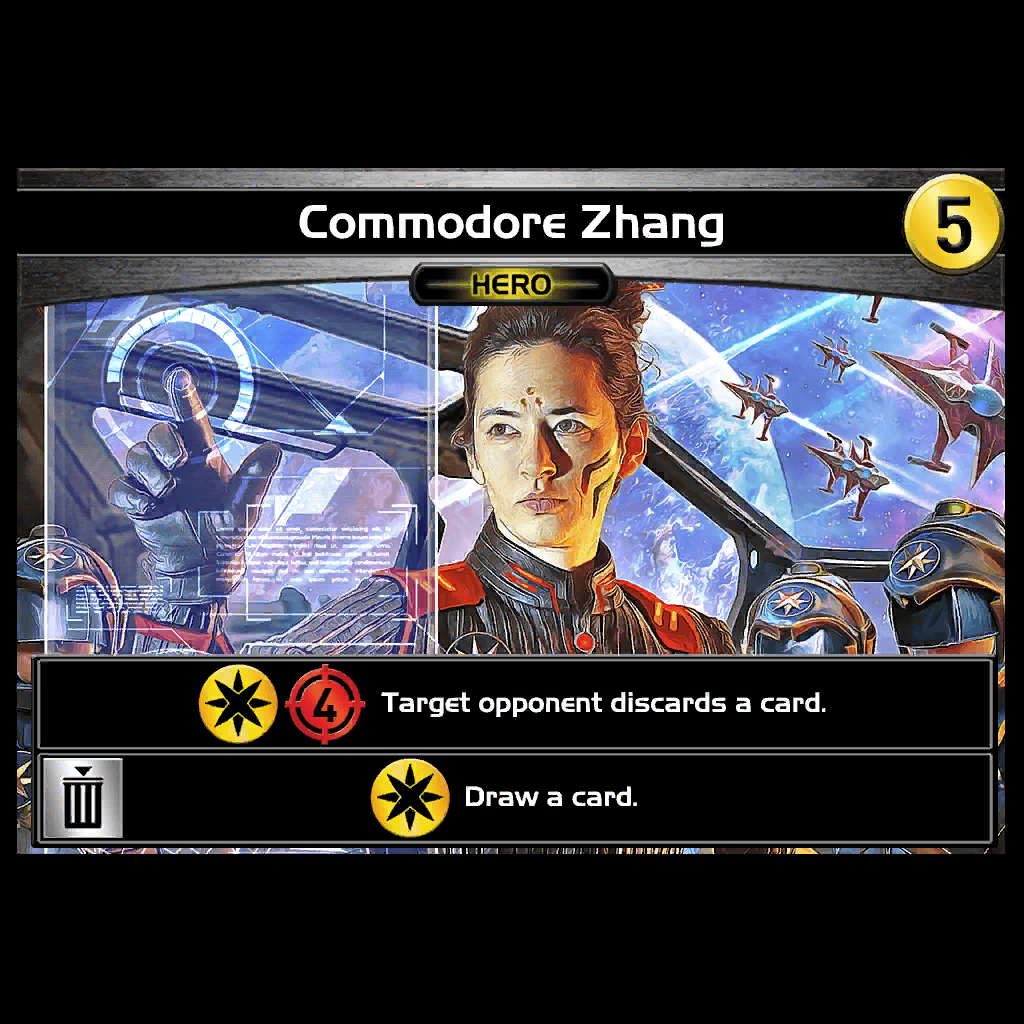 Commodore Zhang
5
HERO
4 Target opponent discards a card.
Draw a card.